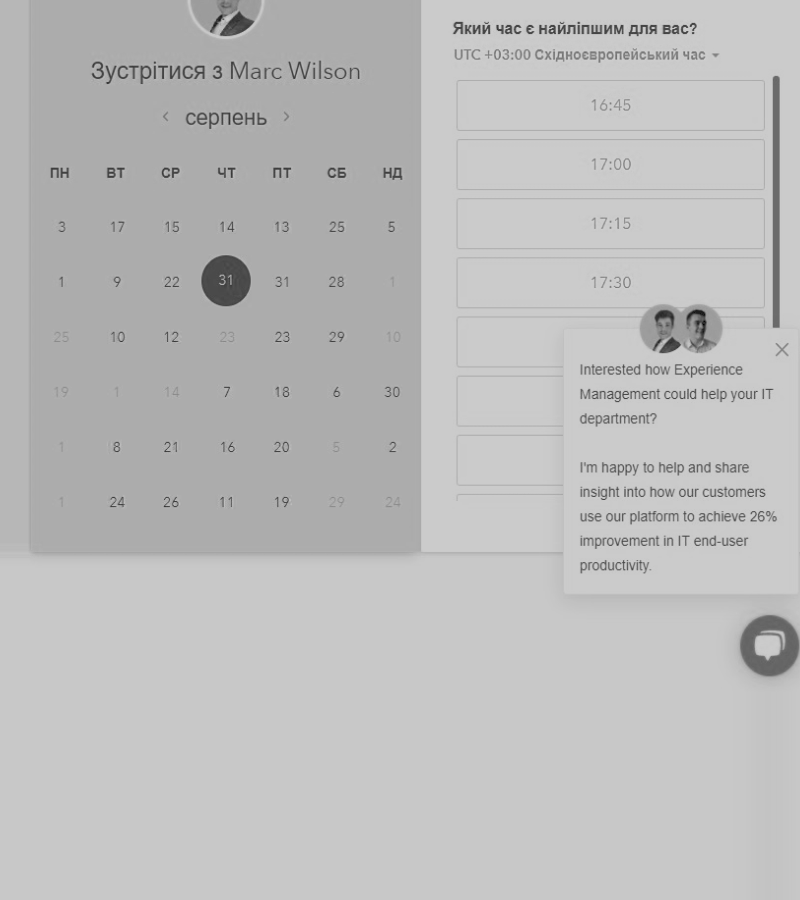 Зустрітися з Marc Wilson
серпень
ПН ВТ СР ЧТ ПТ СБ НД
3 17 15 14 13 25 5
1 9 22 31 31 28 1
25 10 12 23 23 29 10
19 1 14 7 18 6 30
1 8 21 16 20 5 2
1 24 26 11 19 29 24
Який час є найліпшим для вас?
UTC +03:00 Східноєвропейський час
16:45
17:00
17:15
17:30
Interested how Experience
Management could help your IT
department?
I'm happy to help and share
insight into how our customers
use our platform to achieve 26%
improvement in IT end-user
productivity.